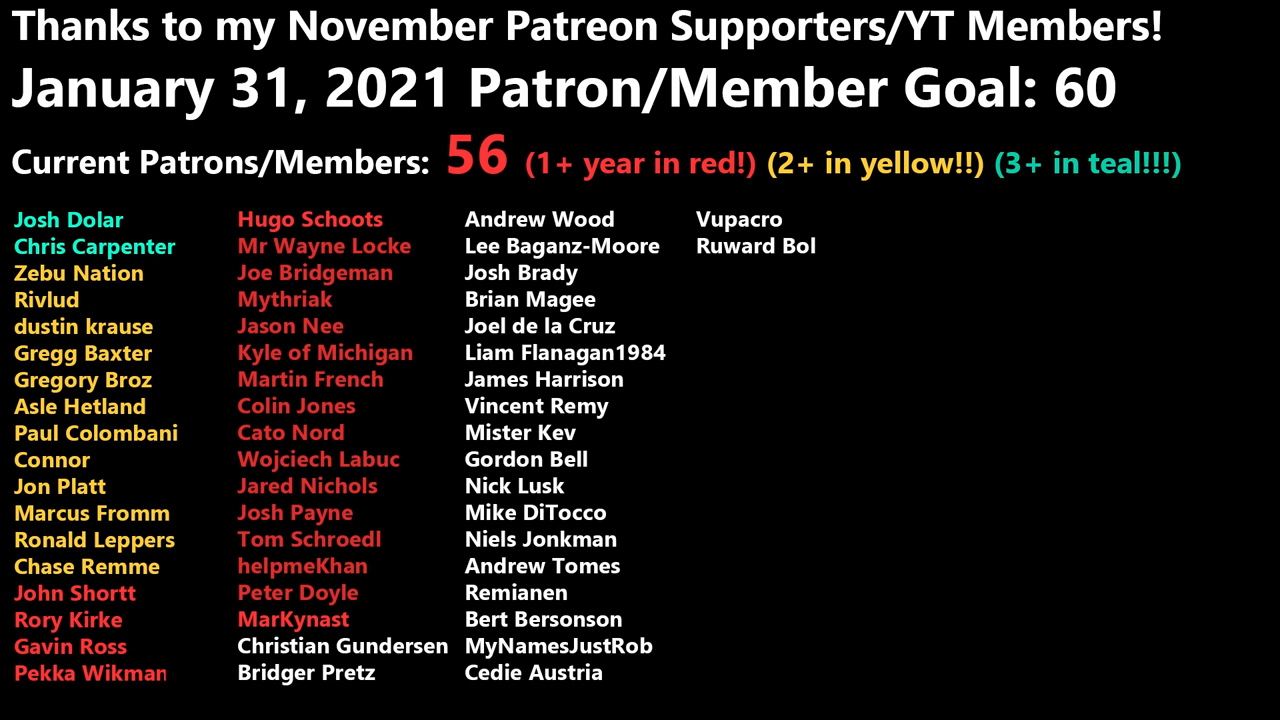 Thanks to my November Patreon Supporters/YT Members!
January 31, 2021 Patron/Member Goal: 60
Current Patrons/Members: 56 (1+ year in red!) (2+ in yellow!!) (3+ in teal!!!)
Josh Dolar
Chris Carpenter
Zebu Nation
Rivlud
dustin krause
Gregg Baxter
Gregory Broz
Asle Hetland
Paul Colombani
Connor
Jon Platt
Marcus Fromm
Ronald Leppers
Chase Remme
John Shortt
Rory Kirke
Gavin Ross
Pekka Wikman
Hugo Schoots
Mr Wayne Locke
Joe Bridgeman
Mythriak
Jason Nee
Kyle of Michigan
Martin French
Colin Jones
Cato Nord
Wojciech Labuc
Jared Nichols
Josh Payne
Tom Schroedl
helpmeKhan
Peter Doyle
MarKynast
Christian Gundersen
Bridger Pretz
Andrew Wood
Lee Baganz-Moore
Josh Brady
Brian Magee
Joel de la Cruz
Liam Flanagan1984
James Harrison
Vincent Remy
Mister Kev
Gordon Bell
Nick Lusk
Mike DiTocco
Niels Jonkman
Andrew Tomes
Remianen
Bert Bersonson
MyNamesJustRob
Cedie Austria
Vupacro
Ruward Bol